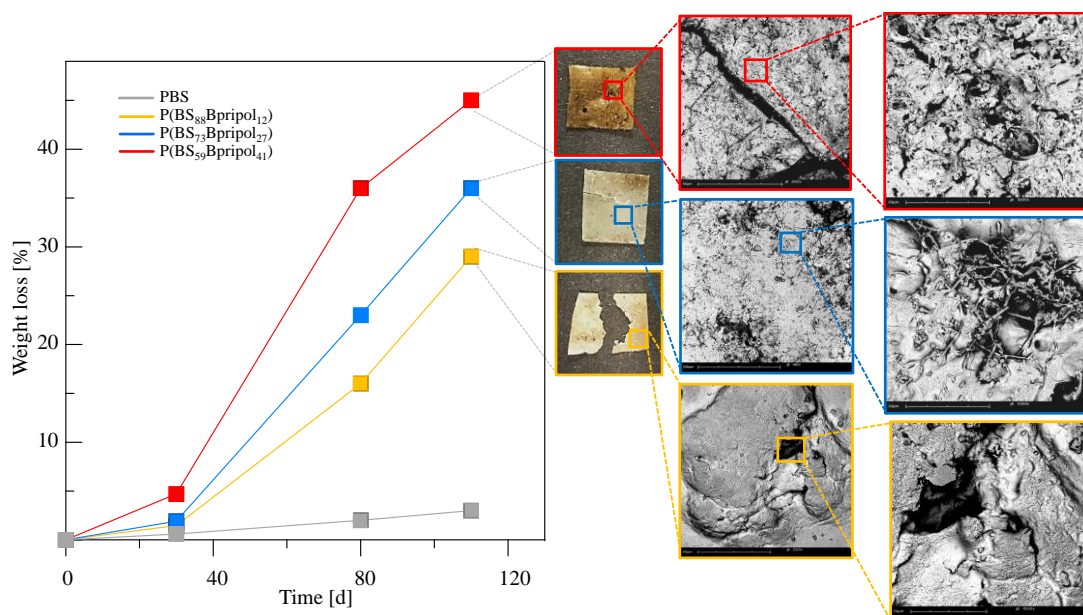 PBS
P(BS88Bpripol12)
P(BS73Bpripol27)
P(BS59Bpripol41)
Weight loss [%]
40
30
20
10
0
40
80
120
Time [d]